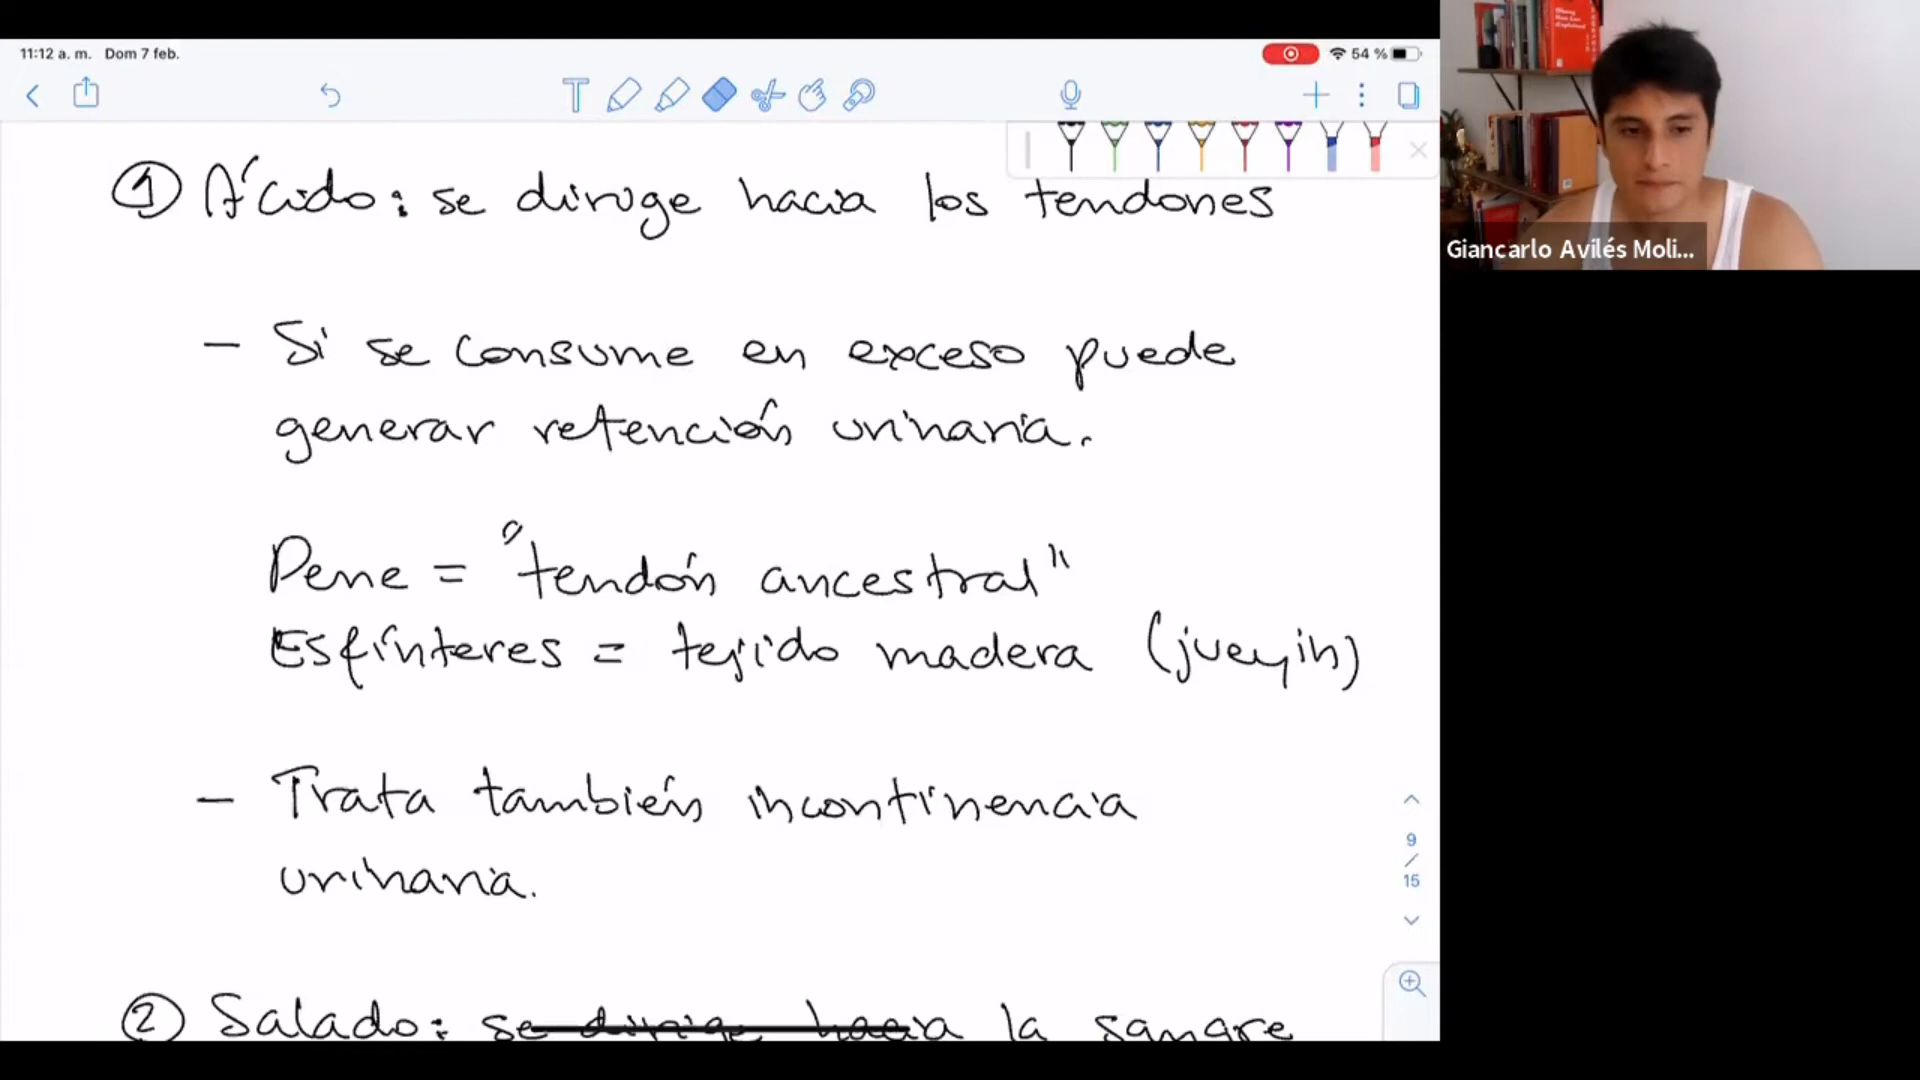 11:12 a. m. Dom 7 feb.
54 %
① Ácido: se dirige hacia los tendones
- Si se consume en exceso puede
generar retención urinaria.
Pene = "tendón ancestral"
Esfínteres = tejido madera (jueyin)
- Trata también incontinencia
urinaria.
② Salado: se dirige hacia la sangre
9
/
15
Giancarlo Avilés Moli...